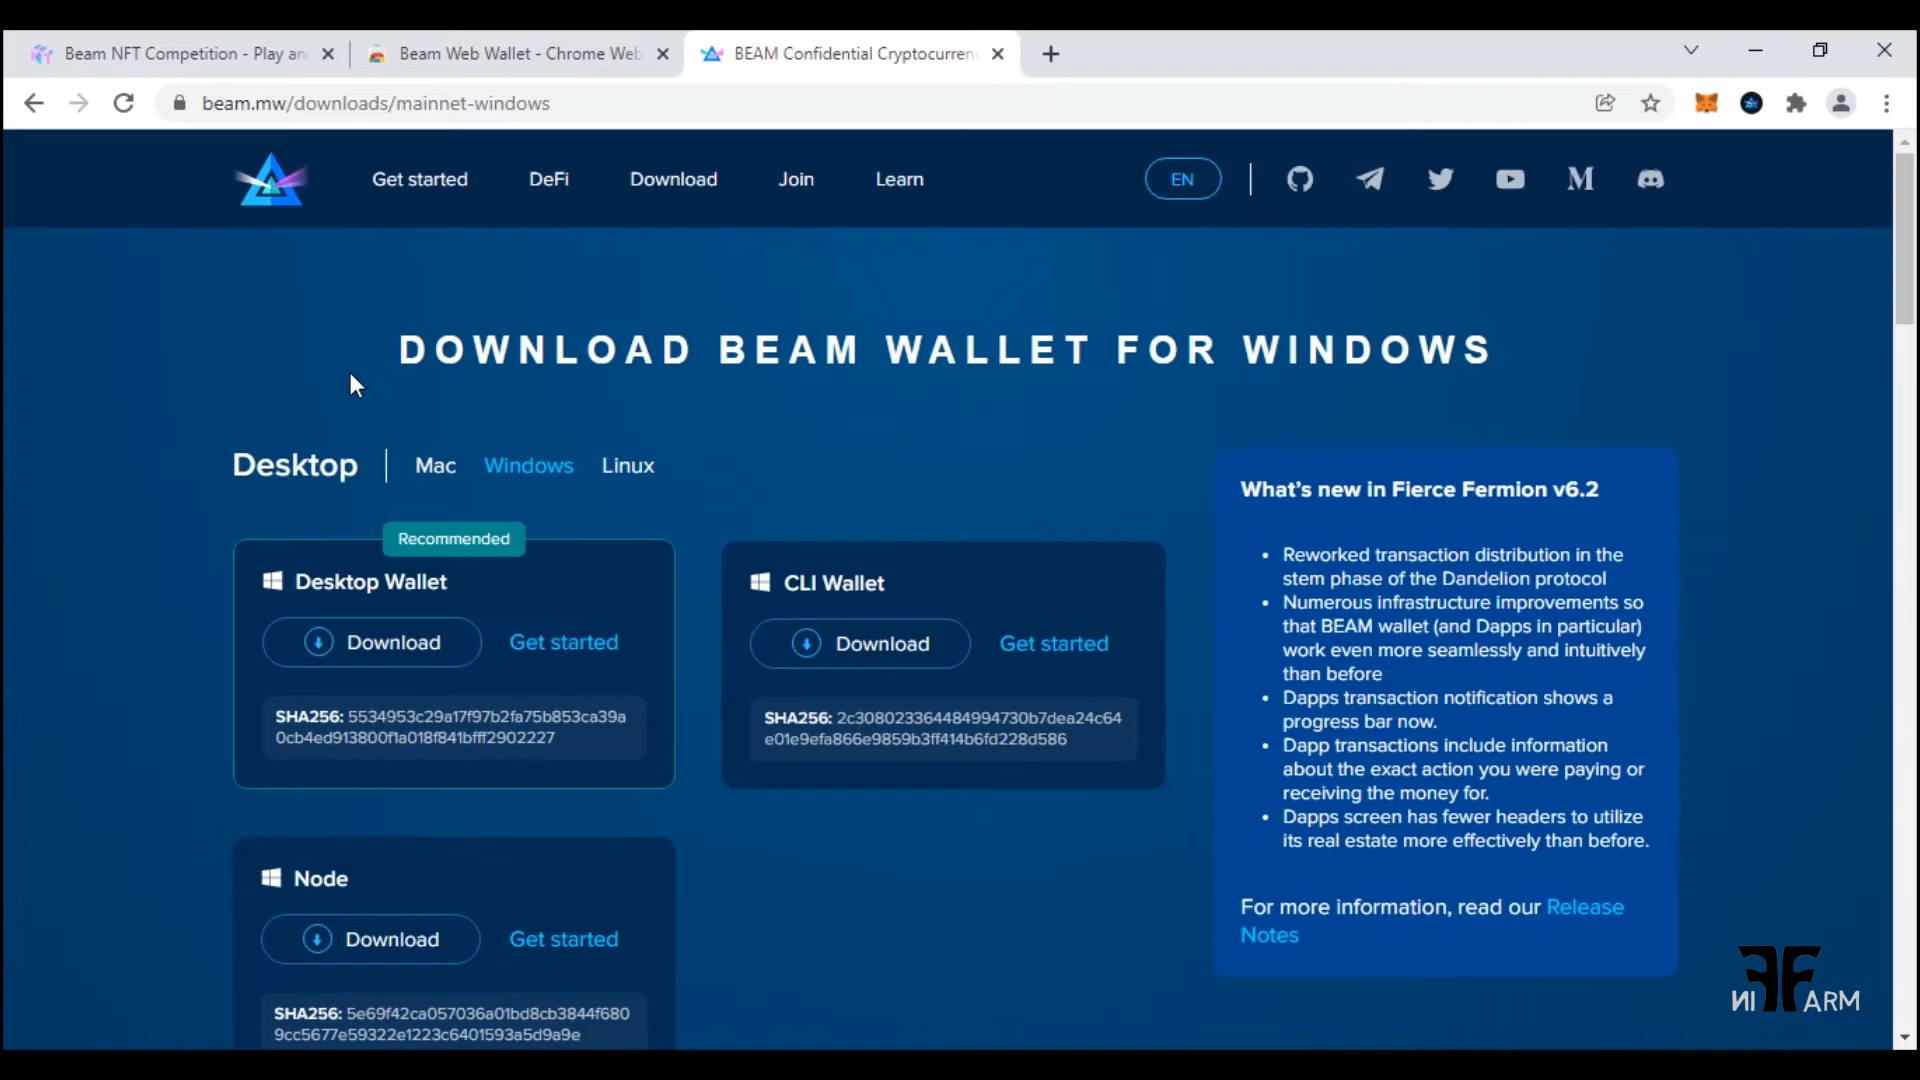 Beam NFT Competition - Play an
Beam Web Wallet - Chrome Web
BEAM Confidential Cryptocurren
beam.mw/downloads/mainnet-windows
Get started
DeFi
Download
Join
Learn
EN
DOWNLOAD BEAM WALLET FOR WINDOWS
Desktop
Mac
Windows
Linux
Recommended
Desktop Wallet
Download
Get started
SHA256: 5534953c29a17f97b2fa75b853ca39a
0cb4ed913800f1a018f841bfff2902227
CLI Wallet
Download
Get started
SHA256: 2c308023364484994730b7dea24c64
e01e9efa866e9859b3ff414b6fd228d586
Node
Download
Get started
SHA256: 5e69f42ca057036a01bd8cb3844f680
9cc5677e59322e1223c6401593a5d9a9e
What's new in Fierce Fermion v6.2
• Reworked transaction distribution in the
stem phase of the Dandelion protocol
• Numerous infrastructure improvements so
that BEAM wallet (and Dapps in particular)
work even more seamlessly and intuitively
than before
• Dapps transaction notification shows a
progress bar now.
• Dapp transactions include information
about the exact action you were paying or
receiving the money for.
• Dapps screen has fewer headers to utilize
its real estate more effectively than before.
For more information, read our Release
Notes